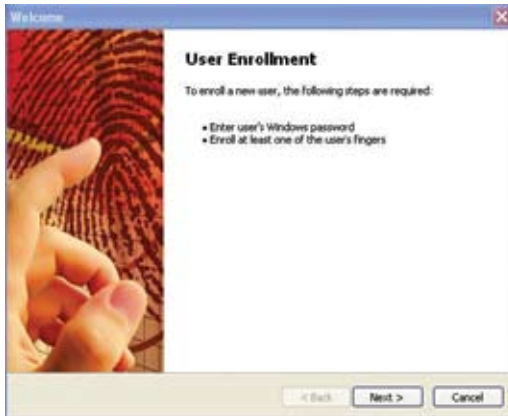 Welcome
User Enrollment
To enroll a new user, the following steps are required:
• Enter user's Windows password
• Enroll at least one of the user's fingers
< Back Next > Cancel